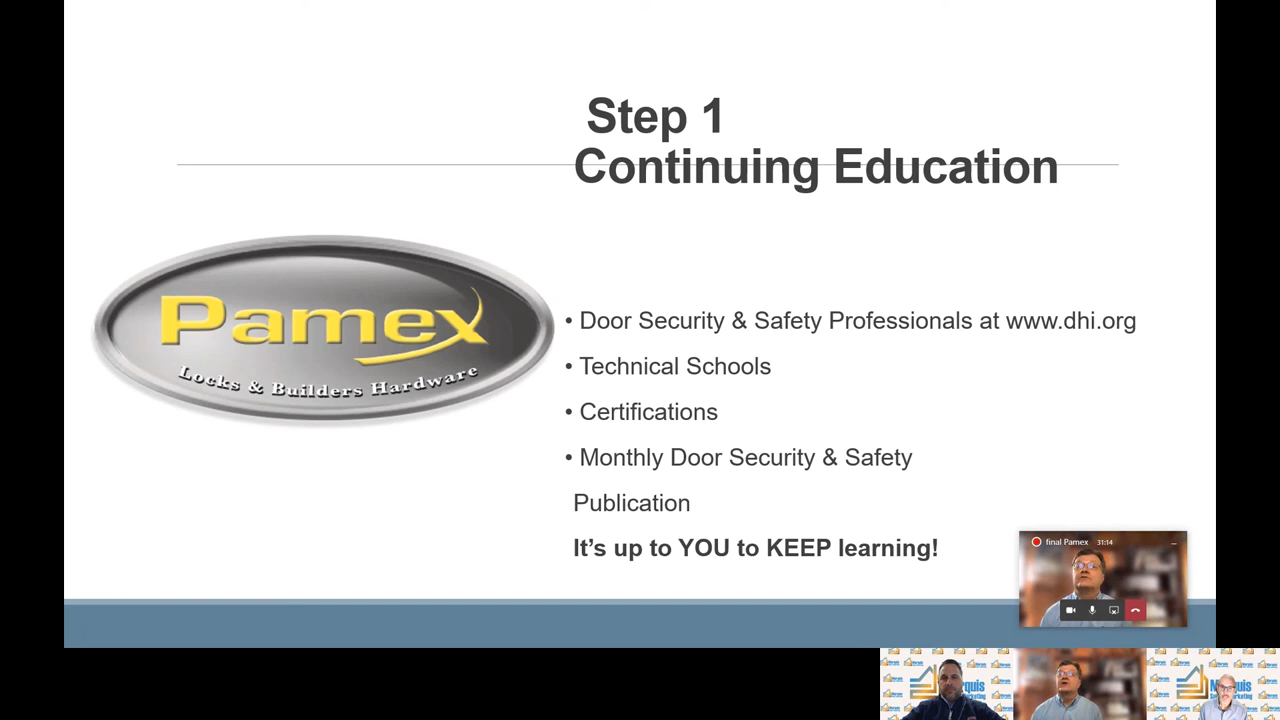 Step 1
Continuing Education
Pamex
Locks & Builders Hardware
• Door Security & Safety Professionals at www.dhi.org
• Technical Schools
• Certifications
• Monthly Door Security & Safety
Publication
It’s up to YOU to KEEP learning!
final Pamex 31:14